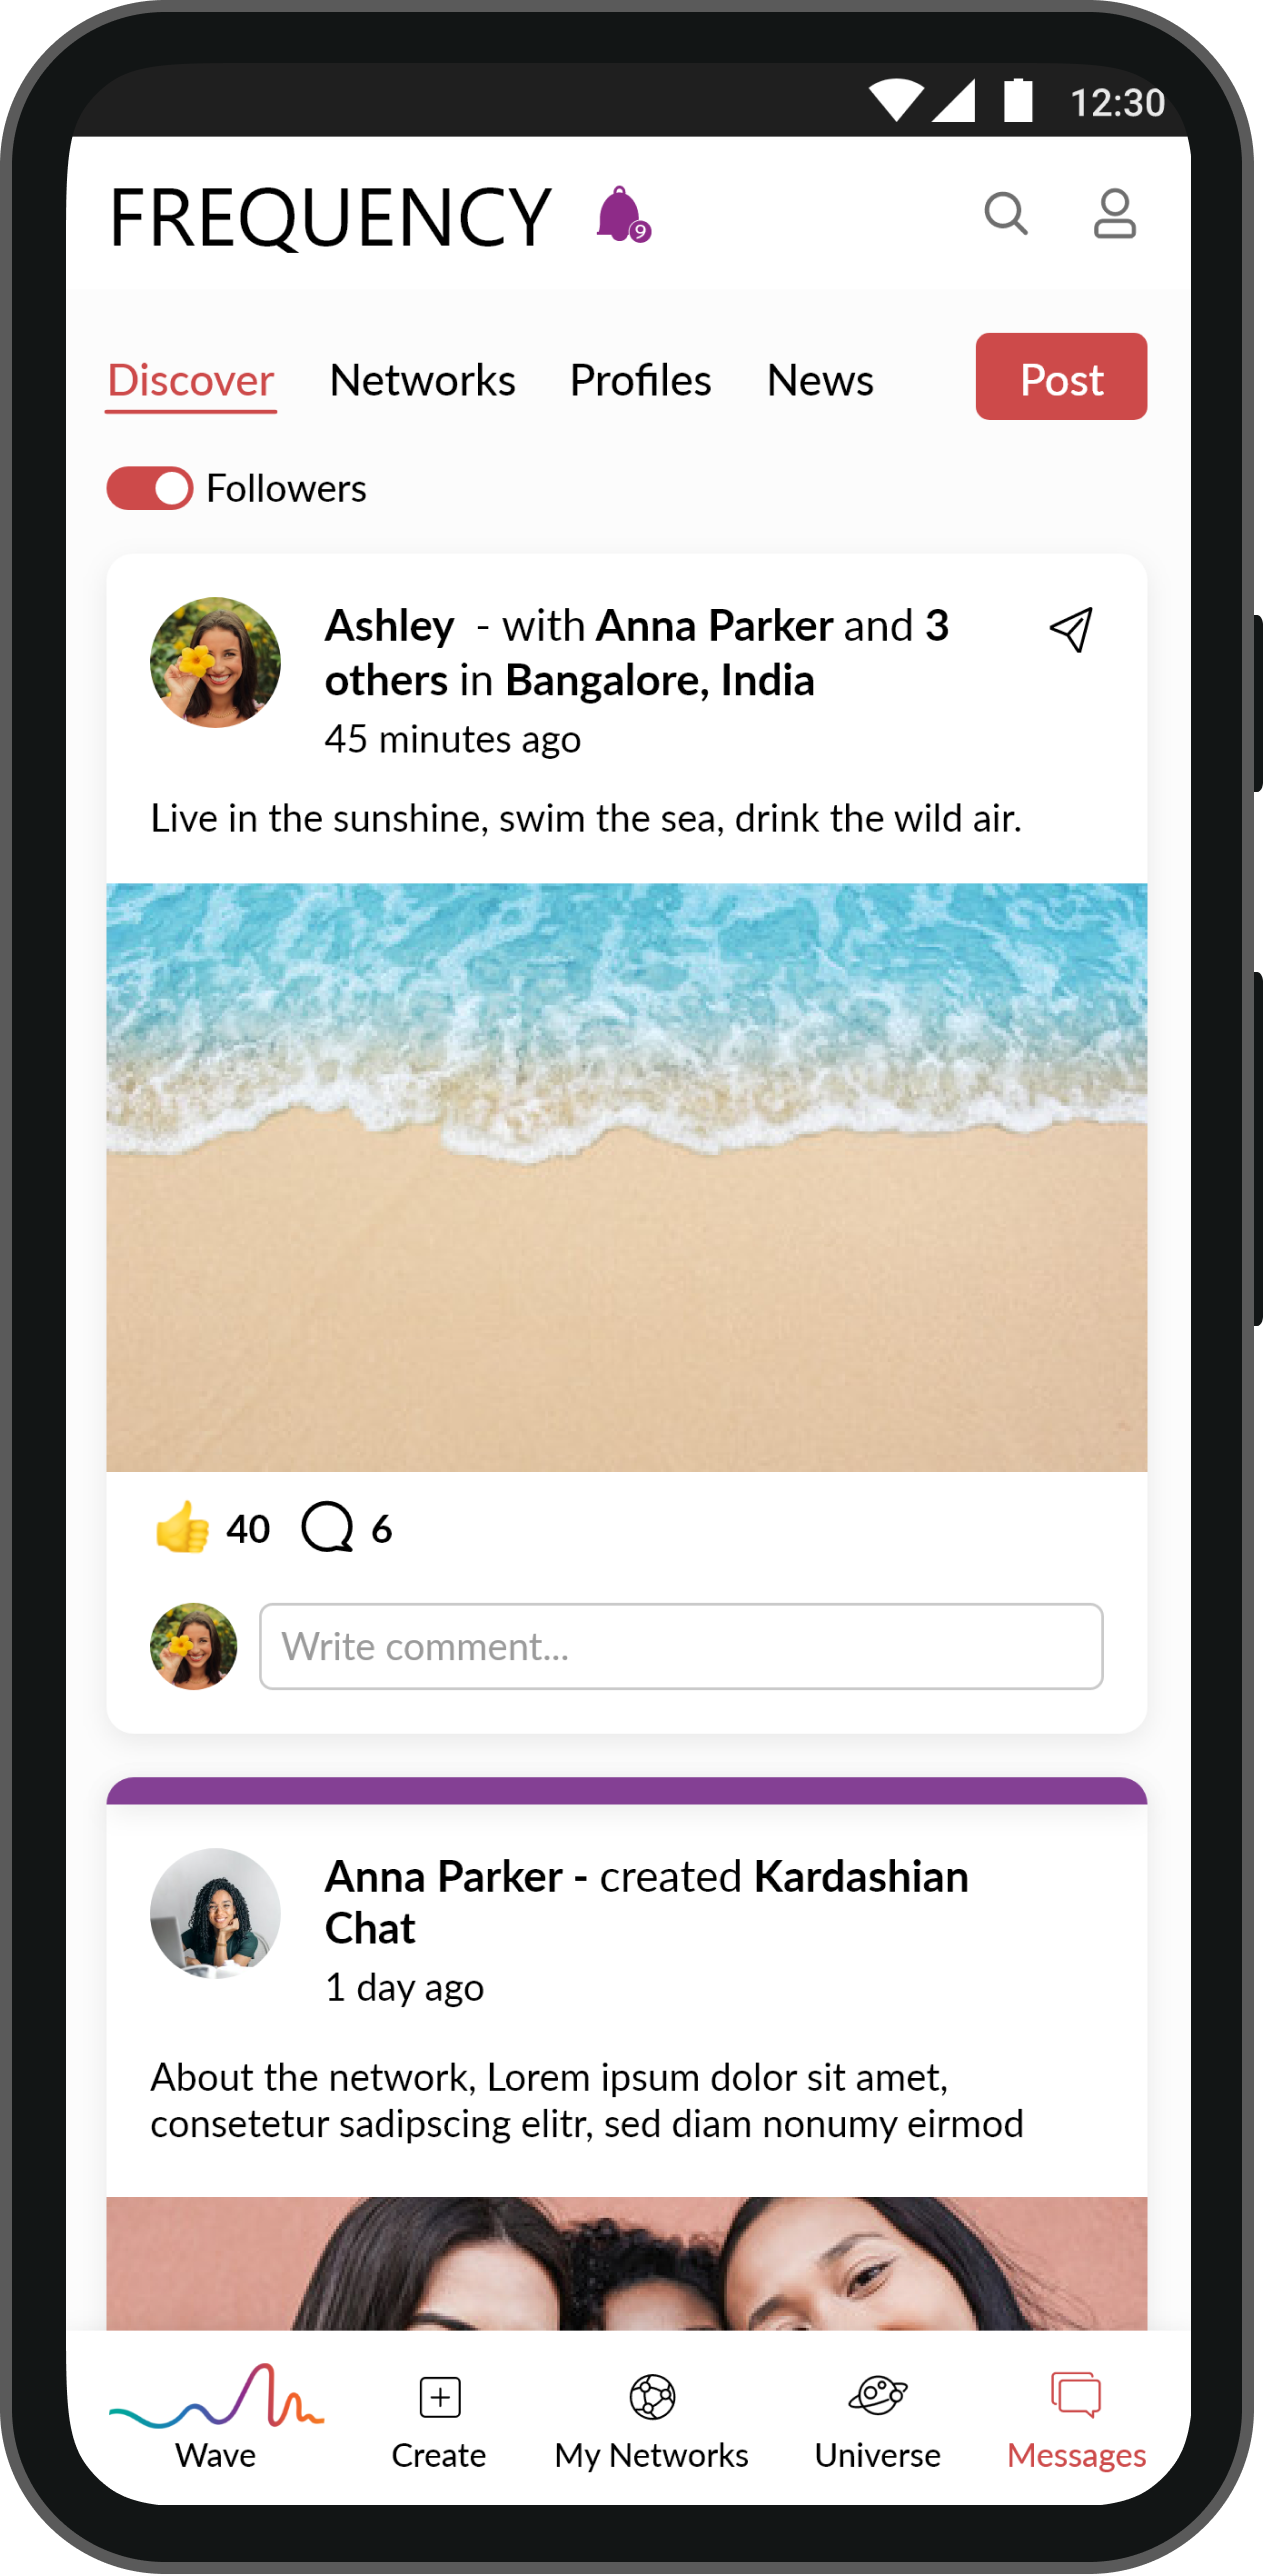 12:30
FREQUENCY
9
Discover Networks Profiles News Post
Followers
Ashley - with Anna Parker and 3
others in Bangalore, India
45 minutes ago
Live in the sunshine, swim the sea, drink the wild air.
40 6
Write comment...
Anna Parker - created Kardashian
Chat
1 day ago
About the network, Lorem ipsum dolor sit amet,
consetetur sadipscing elitr, sed diam nonumy eirmod
Wave Create My Networks Universe Messages